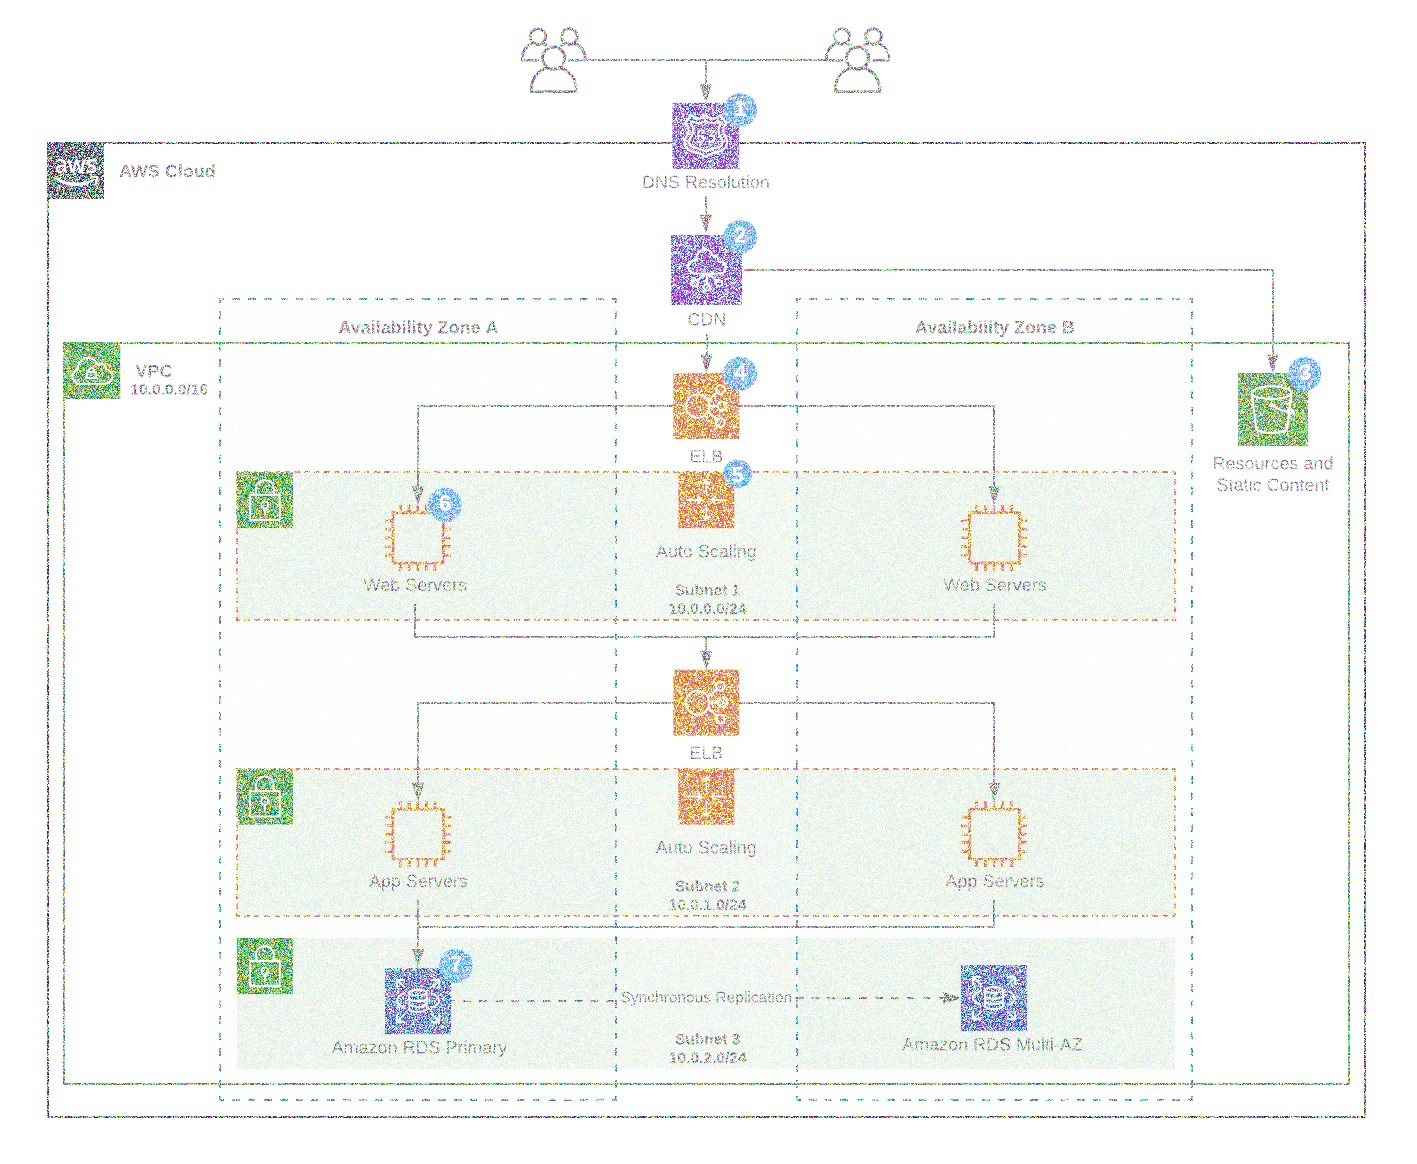 1
53
aws
AWS Cloud
DNS Resolution
2
CDN
Availability Zone A
Availability Zone B
VPC
10.0.0.0/16
4
3
ELB
Resources and
Static Content
5
6
Auto Scaling
Web Servers
Web Servers
Subnet 1
10.0.0.0/24
ELB
Auto Scaling
App Servers
App Servers
Subnet 2
10.0.1.0/24
7
Synchronous Replication
Amazon RDS Primary
Amazon RDS Multi-AZ
Subnet 3
10.0.2.0/24